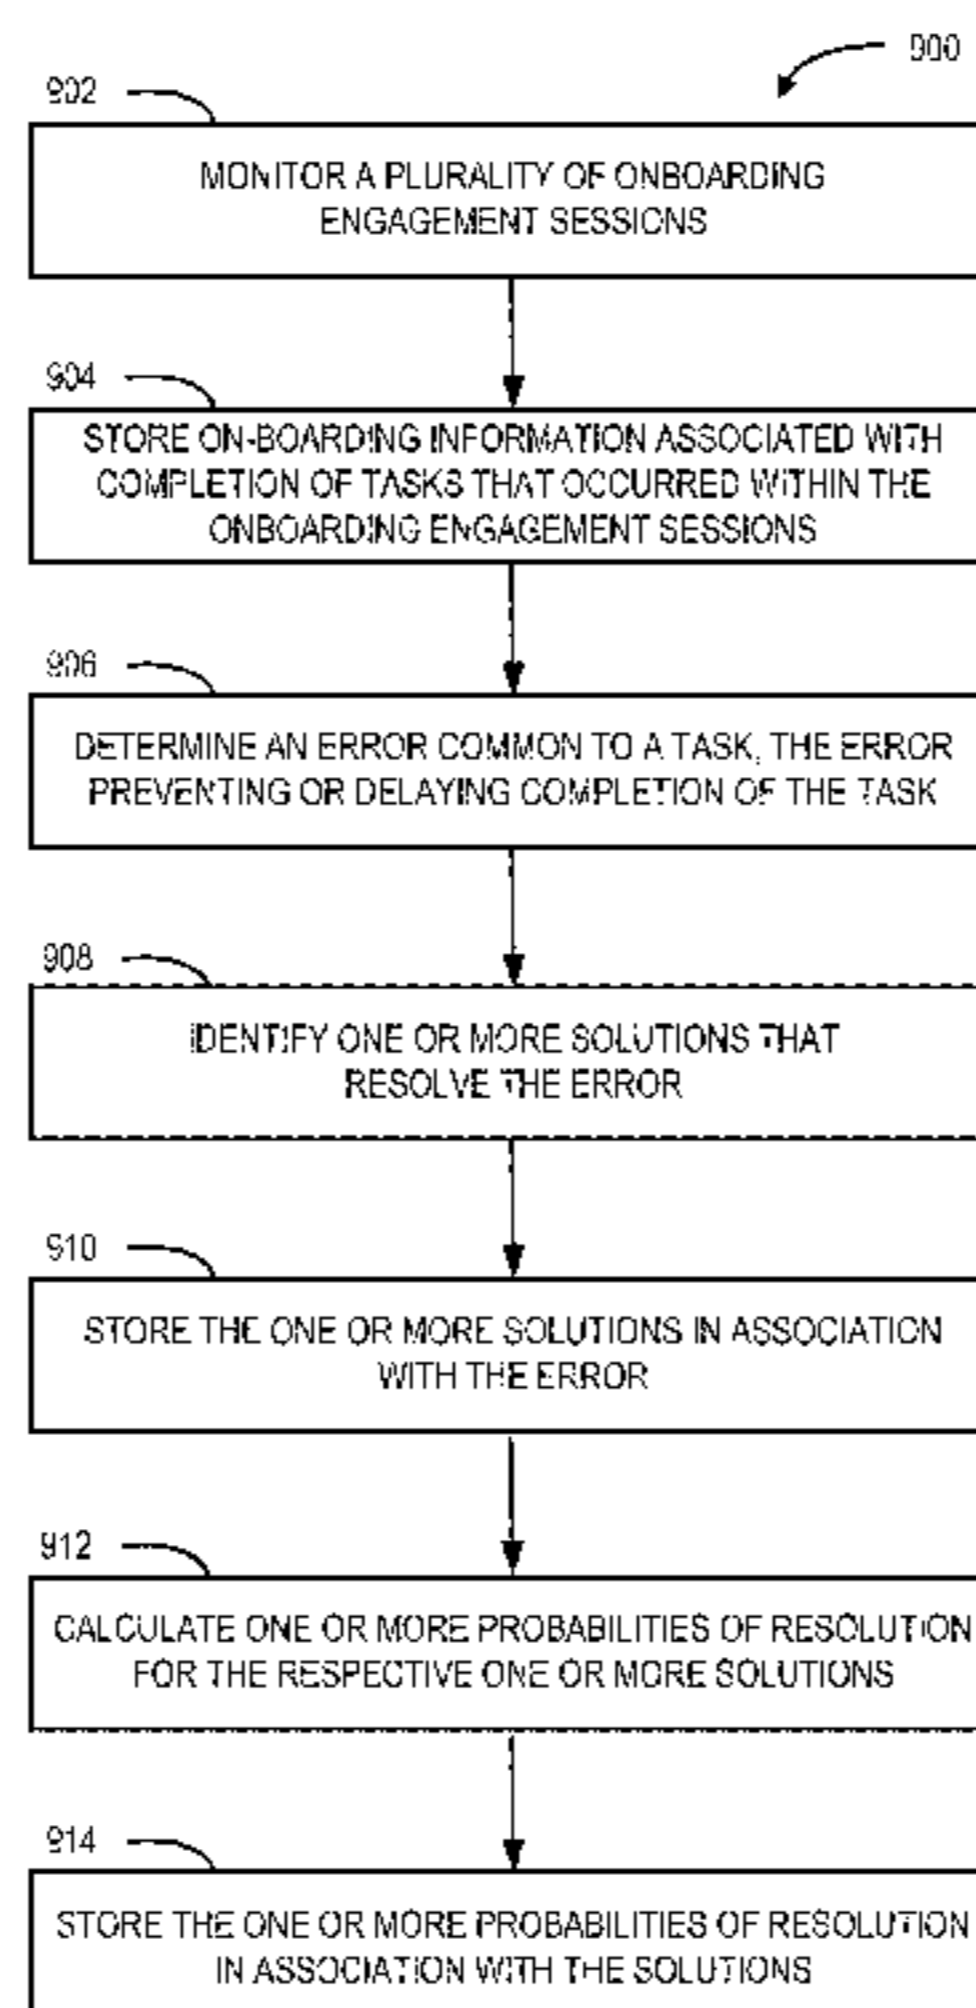 900
902
MONITOR A PLURALITY OF ONBOARDING
ENGAGEMENT SESSIONS
904
STORE ON-BOARDING INFORMATION ASSOCIATED WITH
COMPLETION OF TASKS THAT OCCURRED WITHIN THE
ONBOARDING ENGAGEMENT SESSIONS
906
DETERMINE AN ERROR COMMON TO A TASK, THE ERROR
PREVENTING OR DELAYING COMPLETION OF THE TASK
908
IDENTIFY ONE OR MORE SOLUTIONS THAT
RESOLVE THE ERROR
910
STORE THE ONE OR MORE SOLUTIONS IN ASSOCIATION
WITH THE ERROR
912
CALCULATE ONE OR MORE PROBABILITIES OF RESOLUTION
FOR THE RESPECTIVE ONE OR MORE SOLUTIONS
914
STORE THE ONE OR MORE PROBABILITIES OF RESOLUTION
IN ASSOCIATION WITH THE SOLUTIONS